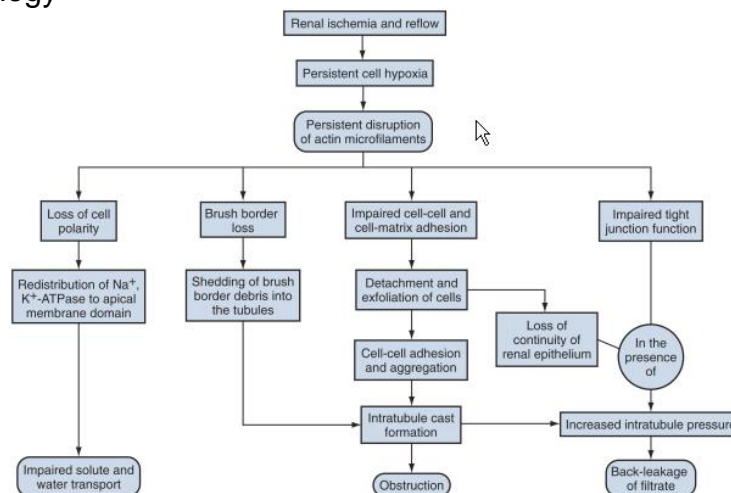 Renal ischemia and reflow
Persistent cell hypoxia
Persistent disruption
of actin microfilaments
Loss of cell
polarity
Brush border
loss
Impaired cell-cell and
cell-matrix adhesion
Impaired tight
junction function
Redistribution of Na⁺,
K⁺-ATPase to apical
membrane domain
Shedding of brush
border debris into
the tubules
Detachment and
exfoliation of cells
Loss of
continuity of
renal epithelium
In the
presence
of
Cell-cell adhesion
and aggregation
Intratubule cast
formation
Increased intratubule pressure
Impaired solute and
water transport
Obstruction
Back-leakage
of filtrate